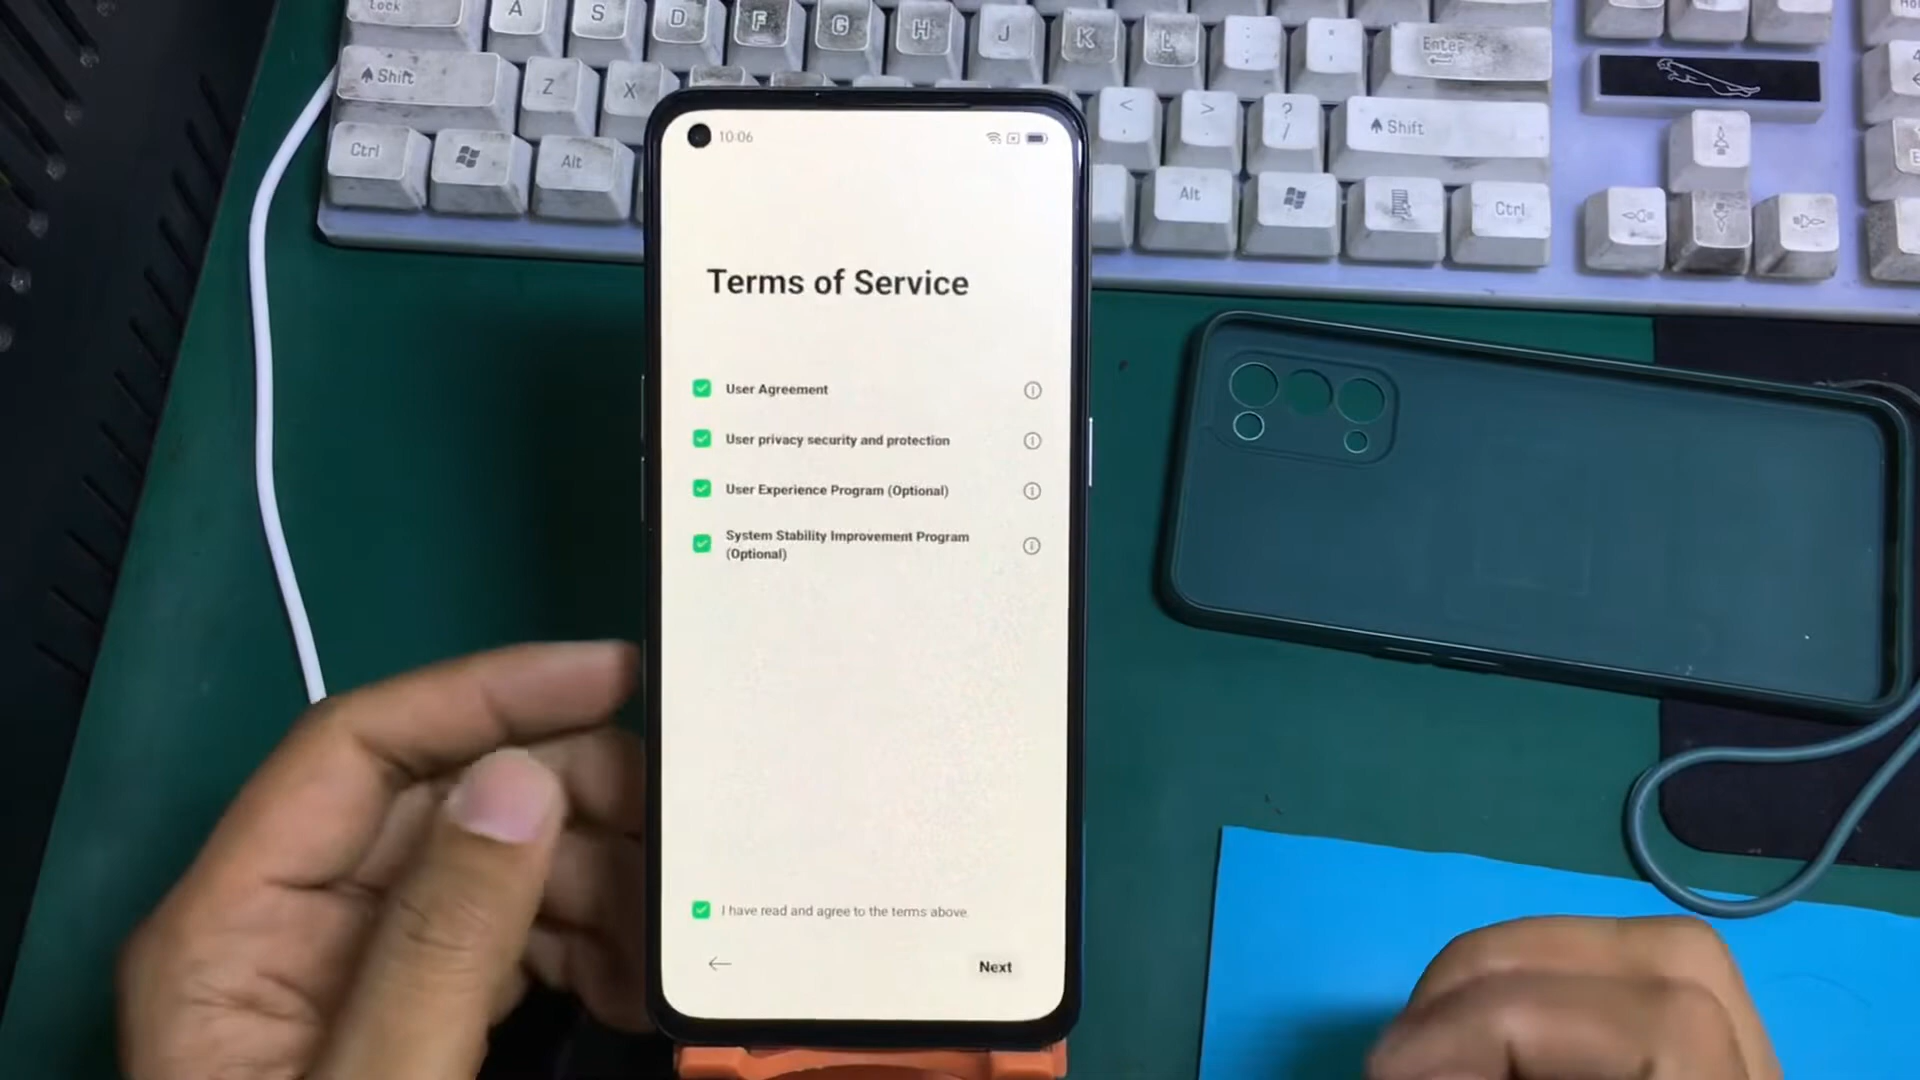 Lock
A
S
D
F
G
H
J
K
L
:
;
"
'
Enter
Shift
Z
X
<
,
>
.
?
/
Shift
Ctrl
Alt
Alt
Ctrl
10:06
Terms of Service
User Agreement
User privacy security and protection
User Experience Program (Optional)
System Stability Improvement Program
(Optional)
I have read and agree to the terms above.
Next